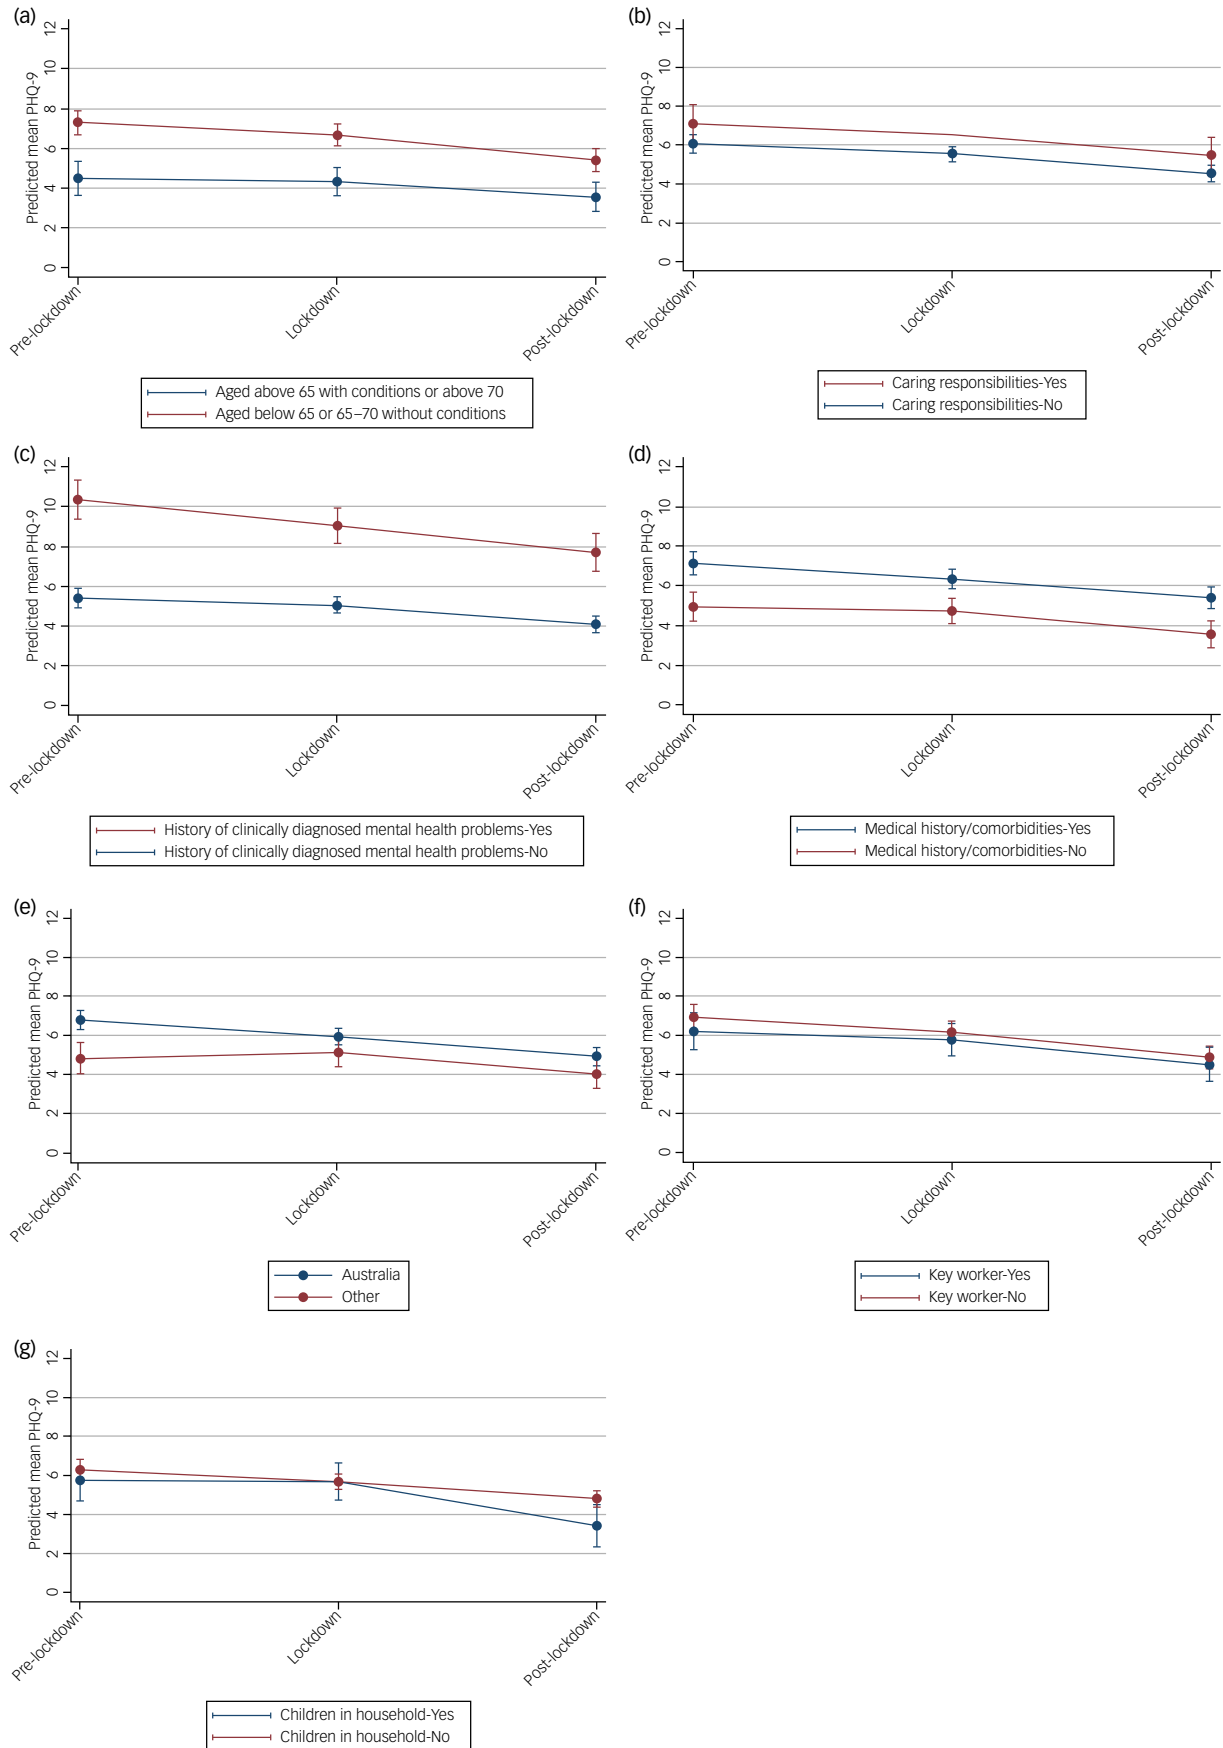 (a)
Predicted mean PHQ-9
12
10
8
6
4
2
0
Pre-lockdown
Lockdown
Post-lockdown
Aged above 65 with conditions or above 70
Aged below 65 or 65–70 without conditions
(b)
Predicted mean PHQ-9
12
10
8
6
4
2
0
Pre-lockdown
Lockdown
Post-lockdown
Caring responsibilities-Yes
Caring responsibilities-No
(c)
Predicted mean PHQ-9
12
10
8
6
4
2
0
Pre-lockdown
Lockdown
Post-lockdown
History of clinically diagnosed mental health problems-Yes
History of clinically diagnosed mental health problems-No
(d)
Predicted mean PHQ-9
12
10
8
6
4
2
0
Pre-lockdown
Lockdown
Post-lockdown
Medical history/comorbidities-Yes
Medical history/comorbidities-No
(e)
Predicted mean PHQ-9
12
10
8
6
4
2
0
Pre-lockdown
Lockdown
Post-lockdown
Australia
Other
(f)
Predicted mean PHQ-9
12
10
8
6
4
2
0
Pre-lockdown
Lockdown
Post-lockdown
Key worker-Yes
Key worker-No
(g)
Predicted mean PHQ-9
12
10
8
6
4
2
0
Pre-lockdown
Lockdown
Post-lockdown
Children in household-Yes
Children in household-No